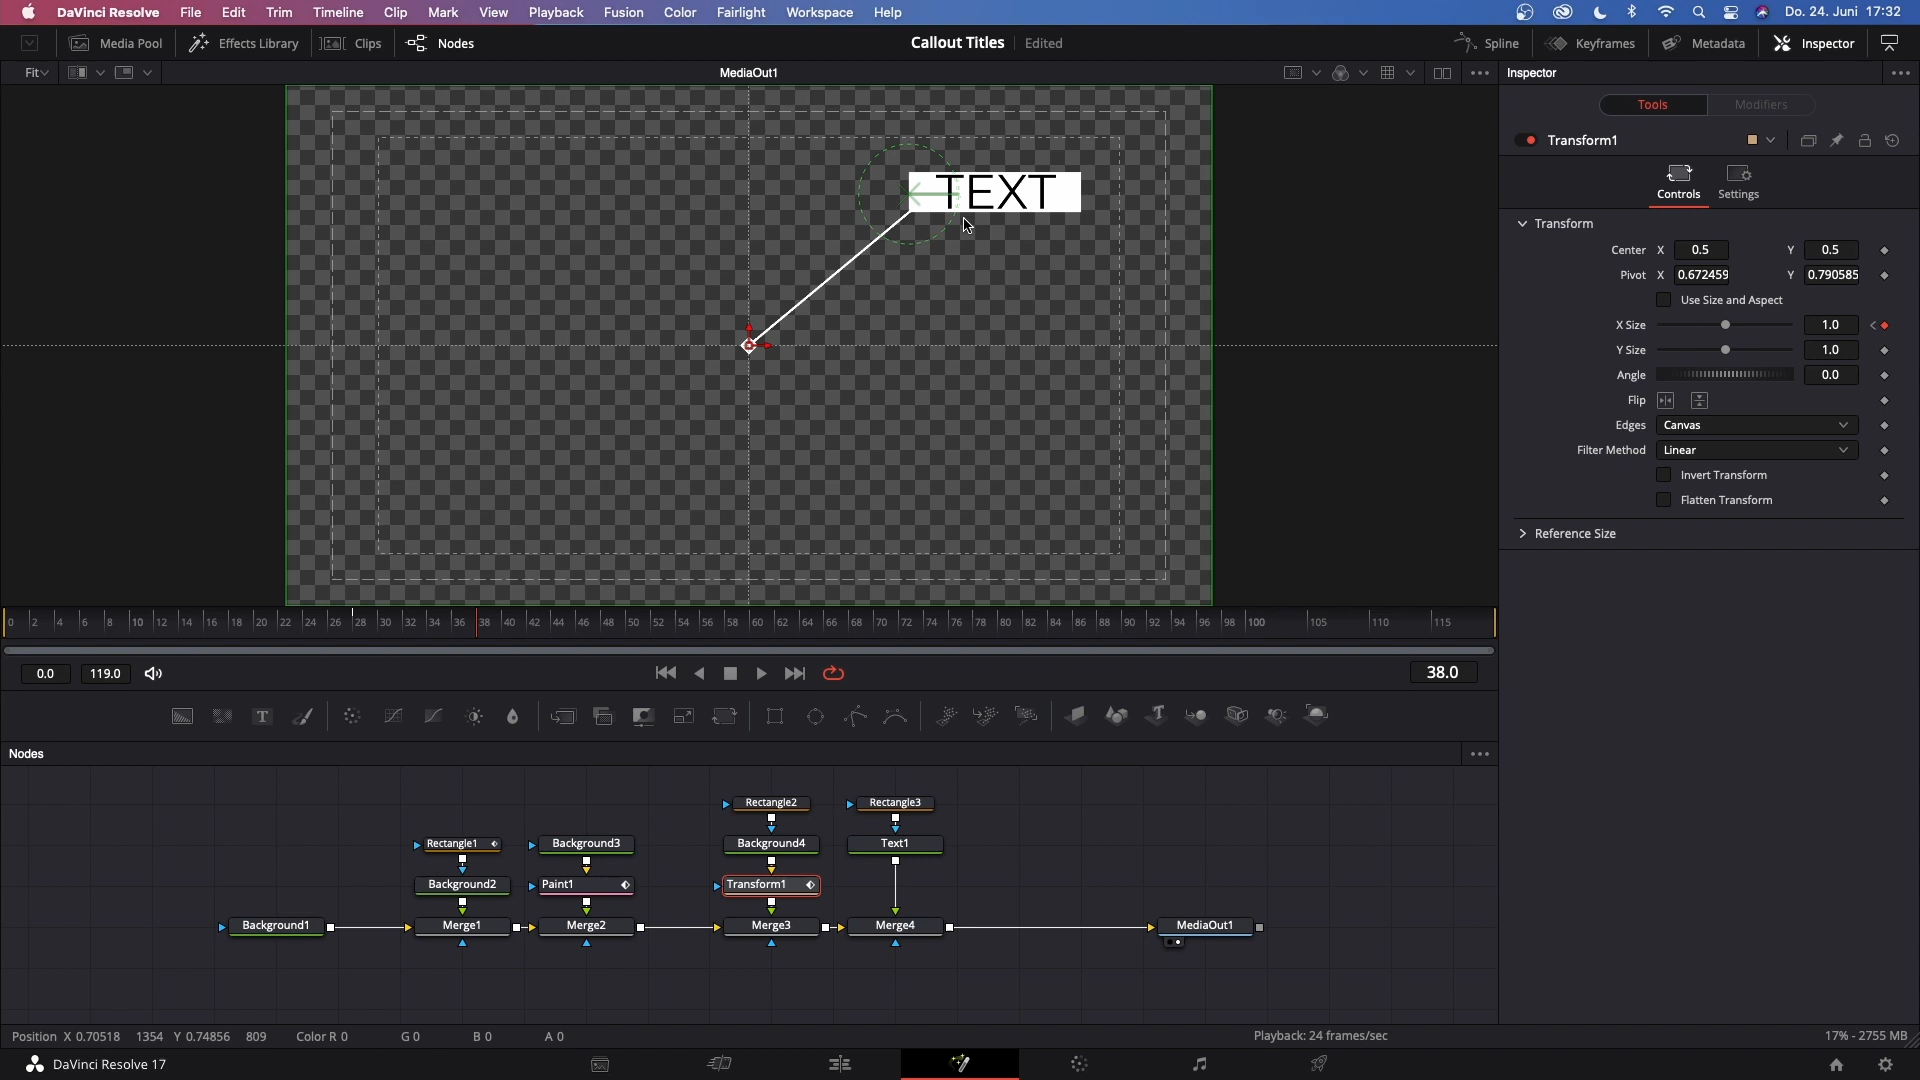 DaVinci Resolve File Edit Trim Timeline Clip Mark View Playback Fusion Color Fairlight Workspace Help Do. 24. Juni 17:32
Media Pool Effects Library Clips Nodes Callout Titles Edited Spline Keyframes Metadata Inspector
Fit MediaOut1 Inspector
Tools Modifiers
Transform1
Controls Settings
TEXT
Transform
Center X 0.5 Y 0.5
Pivot X 0.672459 Y 0.790585
Use Size and Aspect
X Size 1.0
Y Size 1.0
Angle 0.0
Flip
Edges Canvas
Filter Method Linear
Invert Transform
Flatten Transform
Reference Size
0 2 4 6 8 10 12 14 16 18 20 22 24 26 28 30 32 34 36 38 40 42 44 46 48 50 52 54 56 58 60 62 64 66 68 70 72 74 76 78 80 82 84 86 88 90 92 94 96 98 100 105 110 115
0.0 119.0 38.0
Nodes
Rectangle2 Rectangle3
Rectangle1 Background3 Background4 Text1
Background2 Paint1 Transform1
Background1 Merge1 Merge2 Merge3 Merge4 MediaOut1
Position X 0.70518 1354 Y 0.74856 809 Color R 0 G 0 B 0 A 0 Playback: 24 frames/sec 17% - 2755 MB
DaVinci Resolve 17